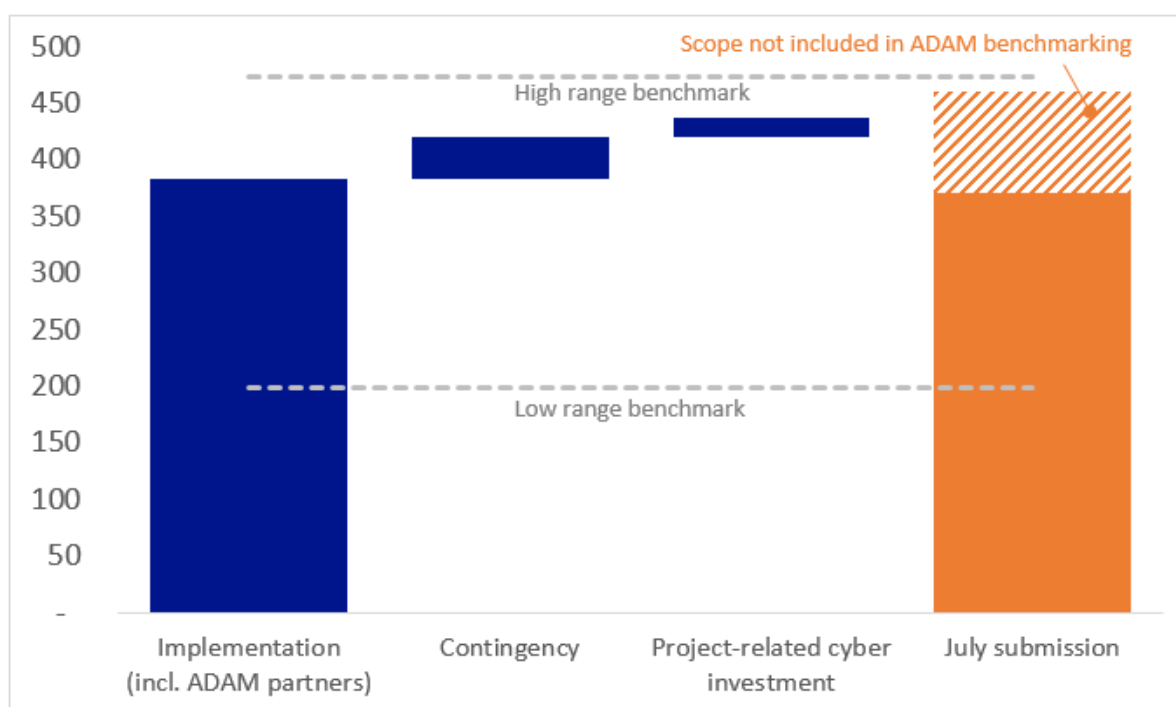 500
Scope not included in ADAM benchmarking
High range benchmark
450
400
350
300
250
200
Low range benchmark
150
100
50
-
Implementation
(incl. ADAM partners)
Contingency
Project-related cyber
investment
July submission